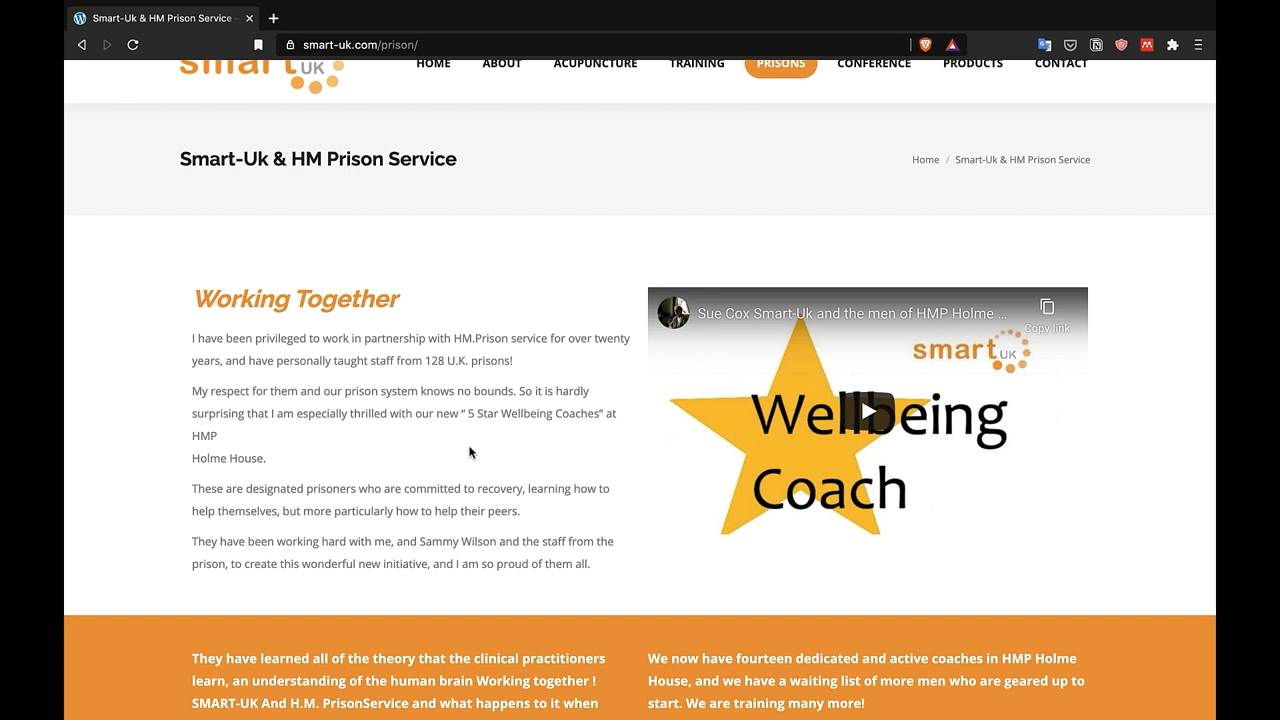 Smart-Uk & HM Prison Service -
smart-uk.com/prison/
smart UK
HOME ABOUT ACUPUNCTURE TRAINING PRISONS CONFERENCE PRODUCTS CONTACT
Smart-Uk & HM Prison Service
Home / Smart-Uk & HM Prison Service
Working Together
I have been privileged to work in partnership with HM.Prison service for over twenty
years, and have personally taught staff from 128 U.K. prisons!
My respect for them and our prison system knows no bounds. So it is hardly
surprising that I am especially thrilled with our new “ 5 Star Wellbeing Coaches” at
HMP
Holme House.
These are designated prisoners who are committed to recovery, learning how to
help themselves, but more particularly how to help their peers.
They have been working hard with me, and Sammy Wilson and the staff from the
prison, to create this wonderful new initiative, and I am so proud of them all.
Sue Cox Smart-Uk and the men of HMP Holme ...
Copy link
smart UK
Wellbeing
Coach
They have learned all of the theory that the clinical practitioners
learn, an understanding of the human brain Working together !
SMART-UK And H.M. PrisonService and what happens to it when
We now have fourteen dedicated and active coaches in HMP Holme
House, and we have a waiting list of more men who are geared up to
start. We are training many more!